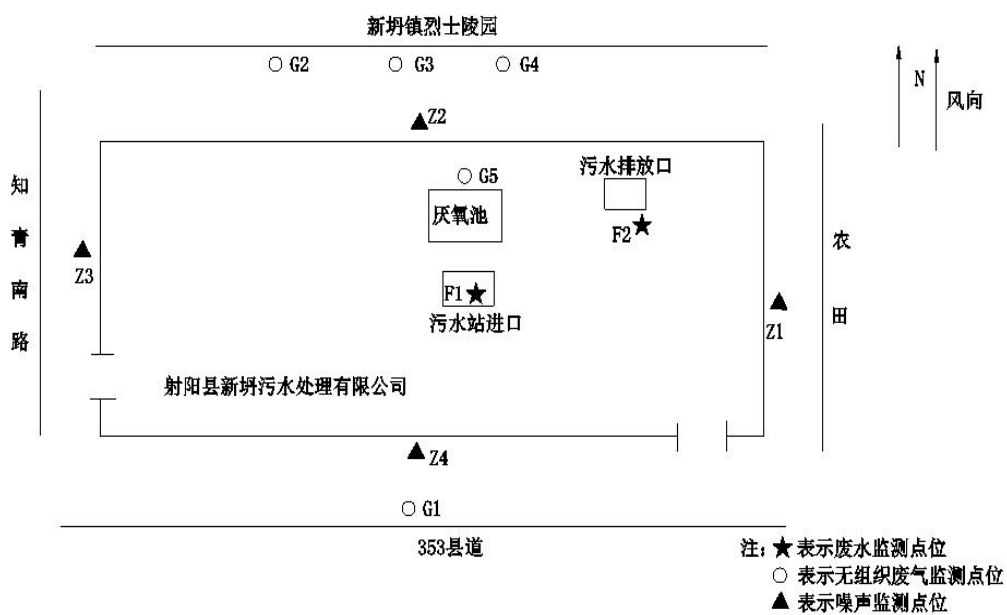 新坍镇烈士陵园
G2
G3
G4
N
风向
Z2
知青南路
G5
污水排放口
厌氧池
F2
农田
Z3
F1
污水站进口
Z1
射阳县新坍污水处理有限公司
Z4
G1
353县道
注：★表示废水监测点位
○表示无组织废气监测点位
▲表示噪声监测点位